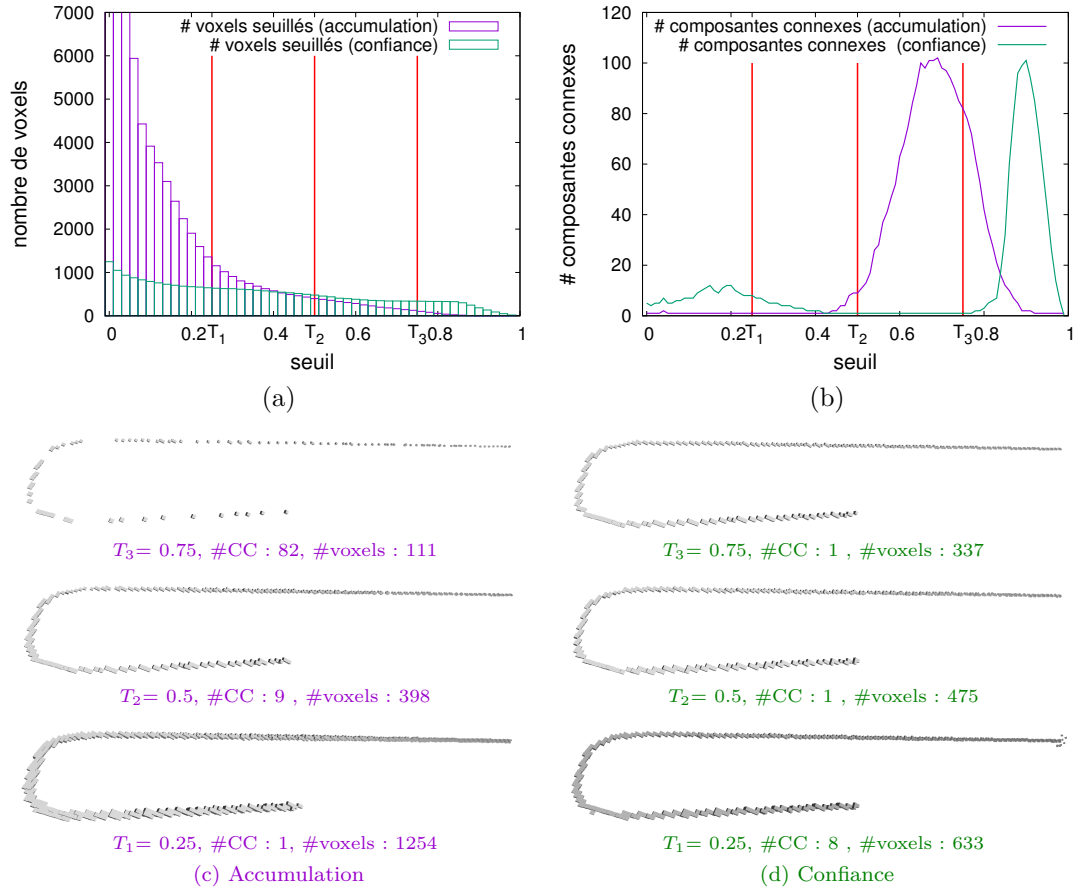 # voxels seuillés (accumulation)
# voxels seuillés (confiance)
7000
6000
5000
4000
3000
2000
1000
0
nombre de voxels
0 0.2 T1 0.4 T2 0.6 T3 0.8 1
seuil
(a)
# composantes connexes (accumulation)
# composantes connexes (confiance)
120
100
80
60
40
20
0
# composantes connexes
0 0.2 T1 0.4 T2 0.6 T3 0.8 1
seuil
(b)
T3= 0.75, #CC : 82, #voxels : 111
T3= 0.75, #CC : 1 , #voxels : 337
T2= 0.5, #CC : 9 , #voxels : 398
T2= 0.5, #CC : 1 , #voxels : 475
T1= 0.25, #CC : 1, #voxels : 1254
T1= 0.25, #CC : 8 , #voxels : 633
(c) Accumulation
(d) Confiance